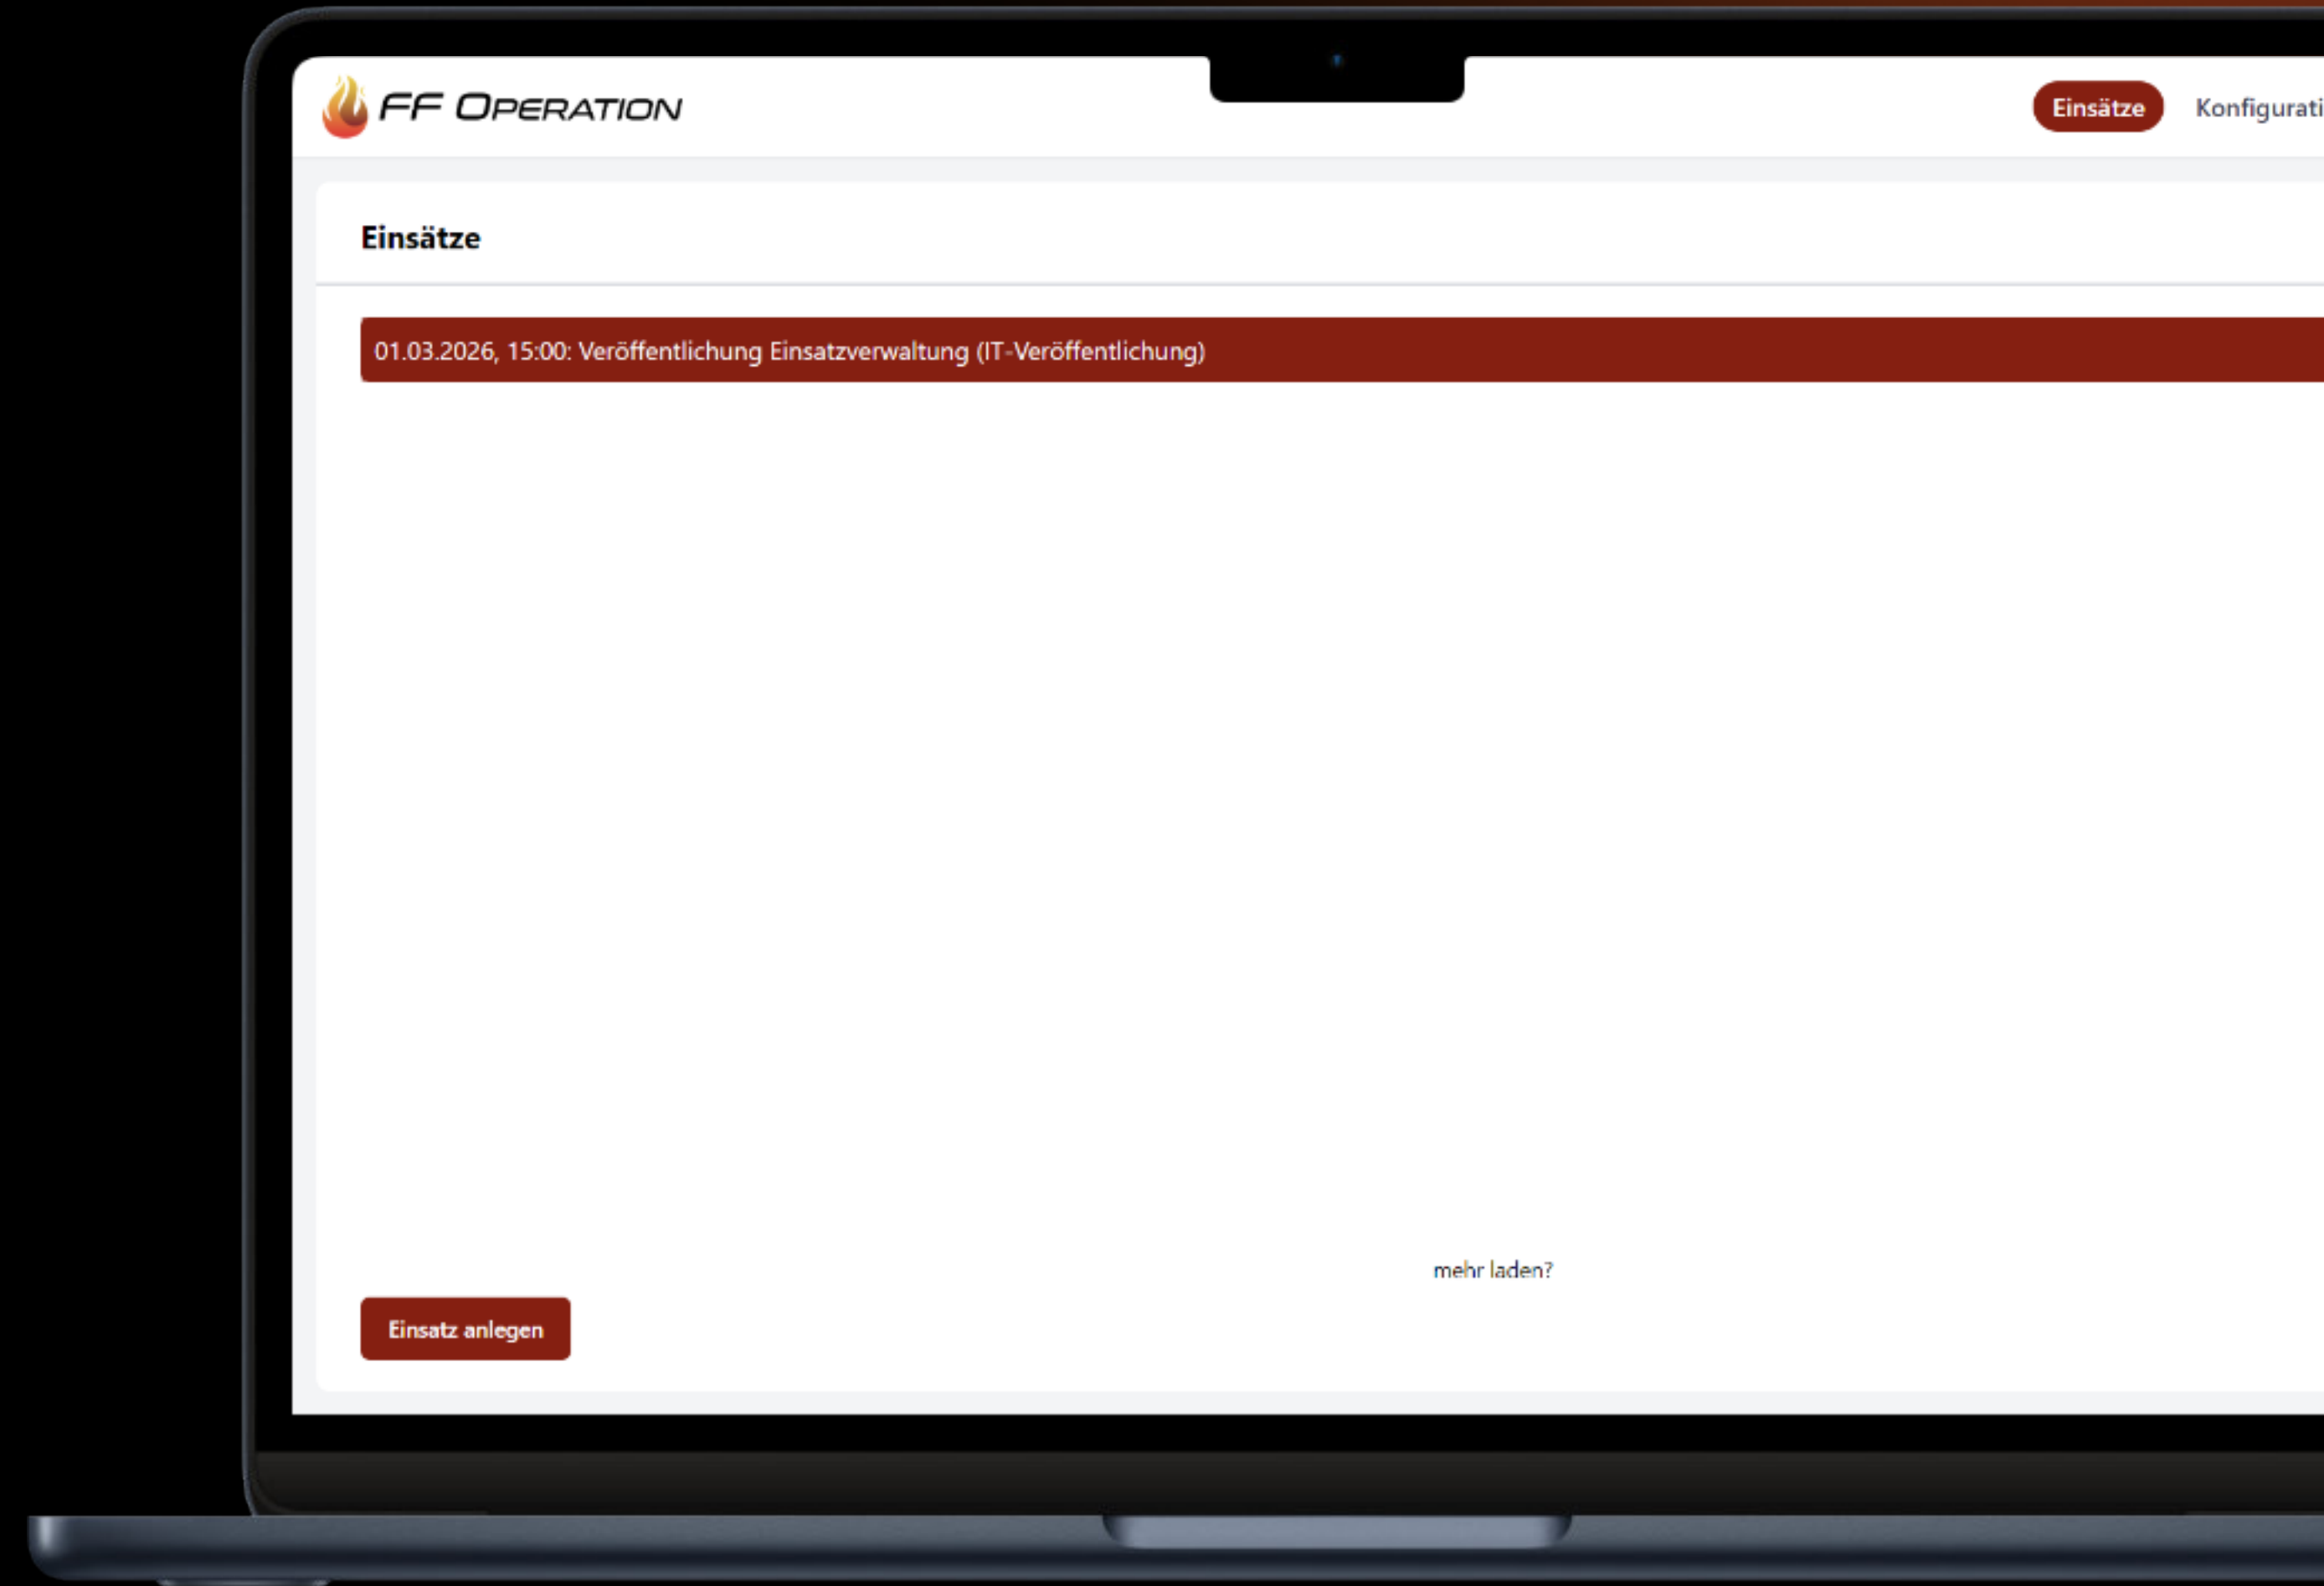 FF OPERATION
Einsätze
Einsätze
01.03.2026, 15:00: Veröffentlichung Einsatzverwaltung (IT-Veröffentlichung)
mehr laden?
Einsatz anlegen